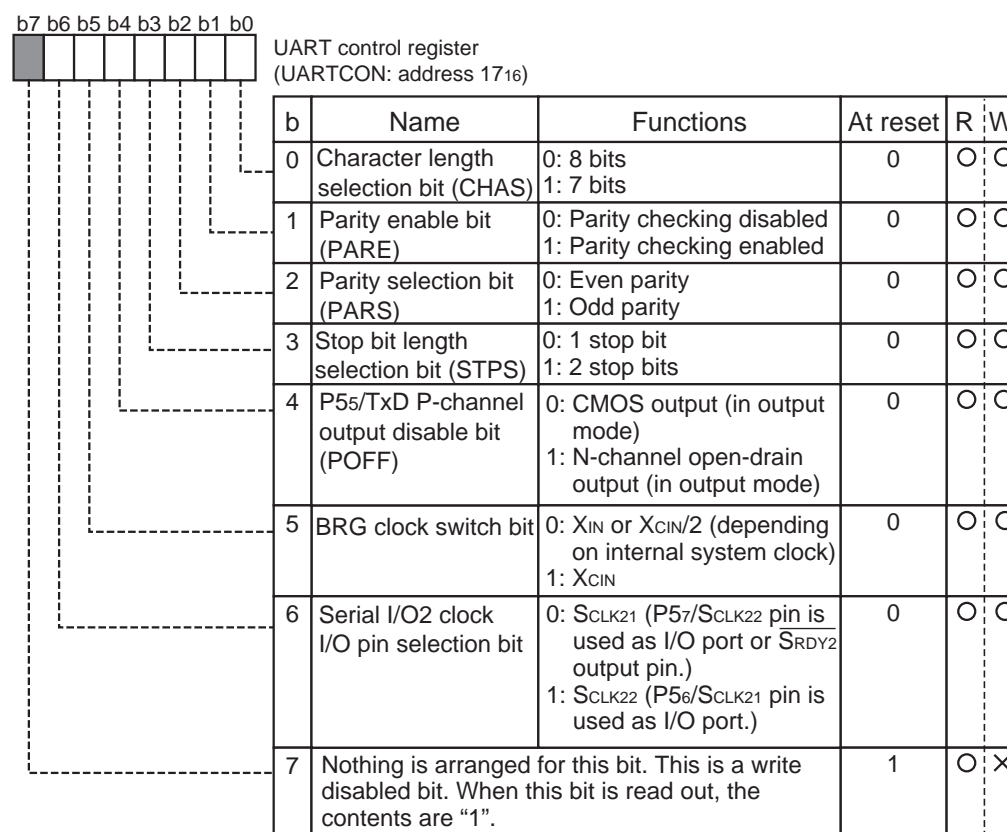 b7 b6 b5 b4 b3 b2 b1 b0
UART control register
(UARTCON: address 1716)
b Name Functions At reset R W
0 Character length 0: 8 bits 0 ○ ○
selection bit (CHAS) 1: 7 bits
1 Parity enable bit 0: Parity checking disabled 0 ○ ○
(PARE) 1: Parity checking enabled
2 Parity selection bit 0: Even parity 0 ○ ○
(PARS) 1: Odd parity
3 Stop bit length 0: 1 stop bit 0 ○ ○
selection bit (STPS) 1: 2 stop bits
4 P55/TxD P-channel 0: CMOS output (in output 0 ○ ○
output disable bit mode)
(POFF) 1: N-channel open-drain
output (in output mode)
5 BRG clock switch bit 0: XIN or XCIN/2 (depending 0 ○ ○
on internal system clock)
1: XCIN
6 Serial I/O2 clock 0: SCLK21 (P57/SCLK22 pin is 0 ○ ○
I/O pin selection bit used as I/O port or SRDY2
output pin.)
1: SCLK22 (P56/SCLK21 pin is
used as I/O port.)
7 Nothing is arranged for this bit. This is a write 1 ○ ×
disabled bit. When this bit is read out, the
contents are “1”.